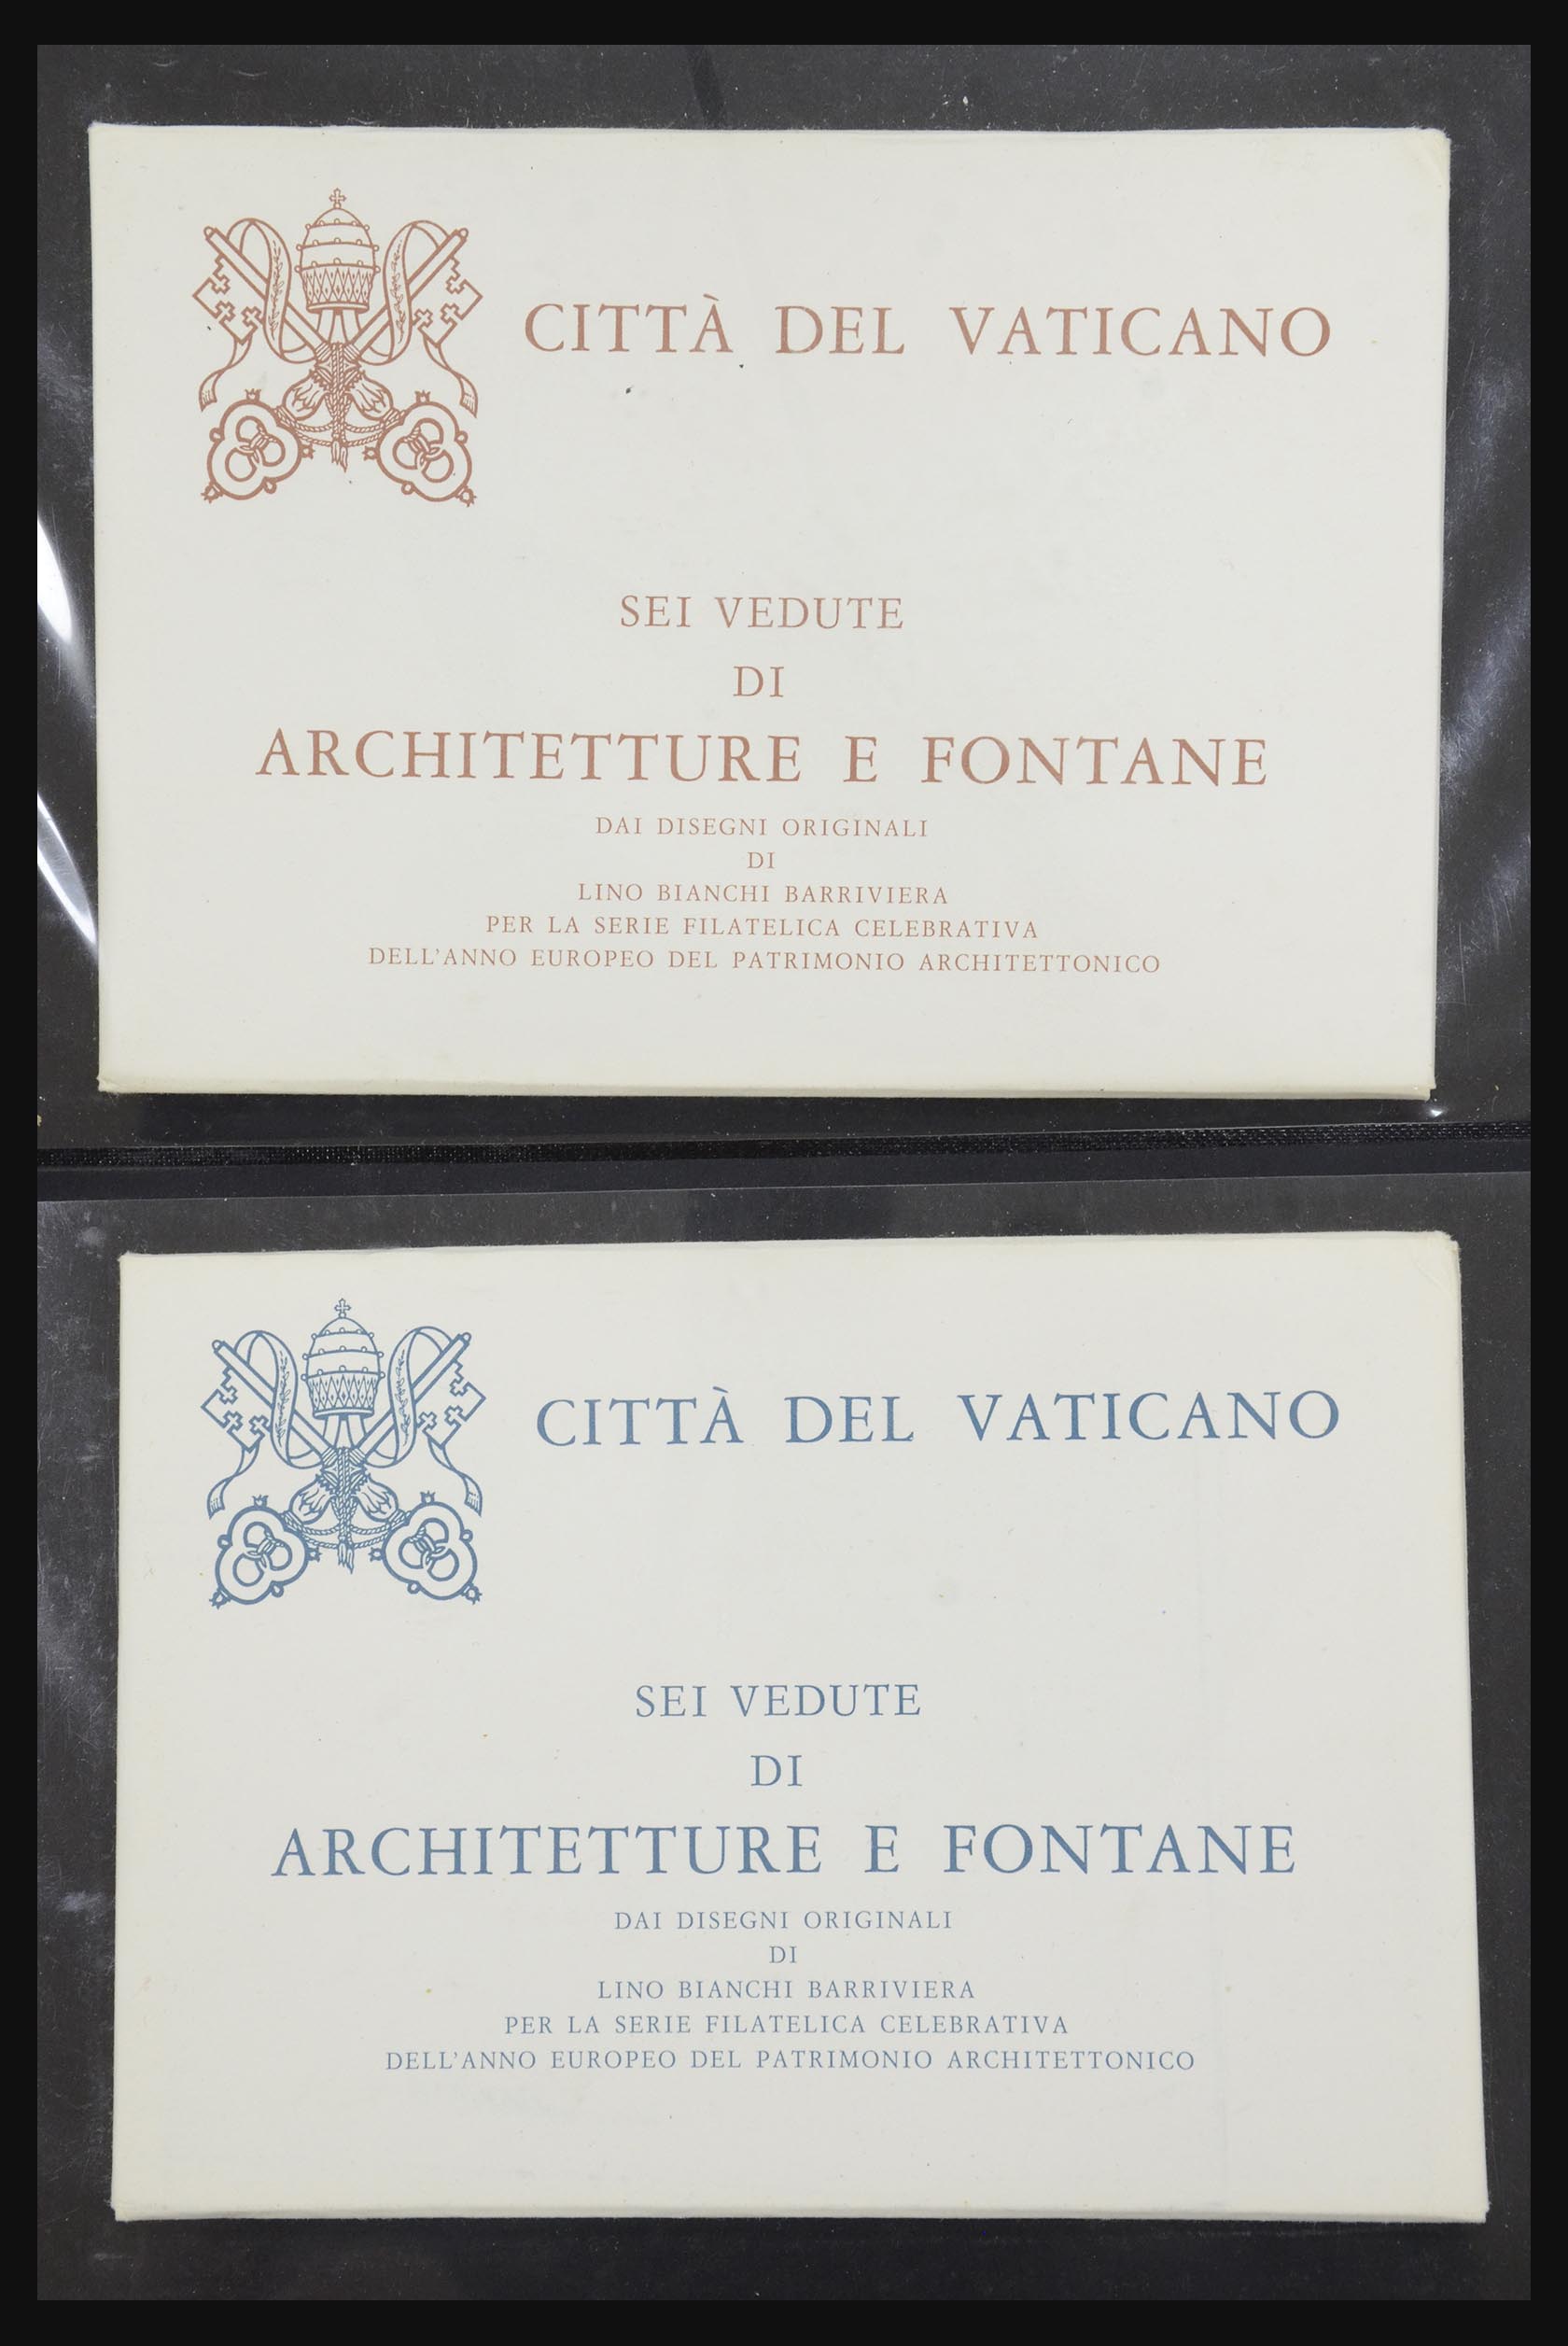 CITTÀ DEL VATICANO
SEI VEDUTE
DI
ARCHITETTURE E FONTANE
DAI DISEGNI ORIGINALI
DI
LINO BIANCHI BARRIVIERA
PER LA SERIE FILATELICA CELEBRATIVA
DELL'ANNO EUROPEO DEL PATRIMONIO ARCHITETTONICO
CITTÀ DEL VATICANO
SEI VEDUTE
DI
ARCHITETTURE E FONTANE
DAI DISEGNI ORIGINALI
DI
LINO BIANCHI BARRIVIERA
PER LA SERIE FILATELICA CELEBRATIVA
DELL'ANNO EUROPEO DEL PATRIMONIO ARCHITETTONICO